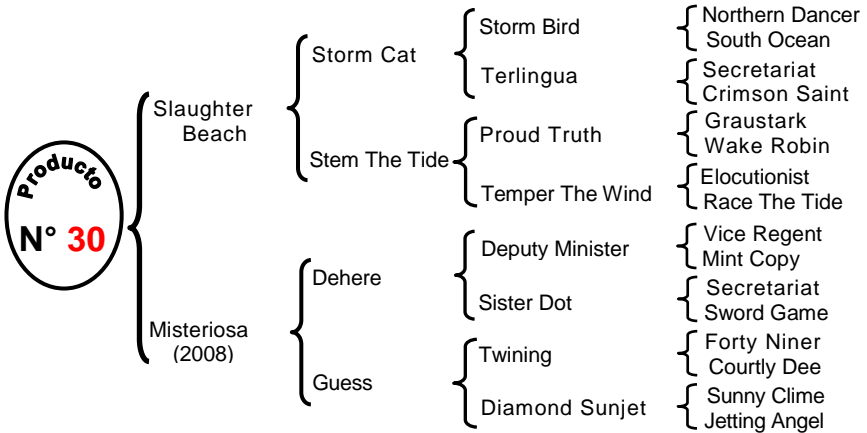 Producto
N° 30
Slaughter
Beach
Misteriosa
(2008)
Storm Cat
Stem The Tide
Dehere
Guess
Storm Bird
Terlingua
Proud Truth
Temper The Wind
Deputy Minister
Sister Dot
Twining
Diamond Sunjet
Northern Dancer
South Ocean
Secretariat
Crimson Saint
Graustark
Wake Robin
Elocutionist
Race The Tide
Vice Regent
Mint Copy
Secretariat
Sword Game
Forty Niner
Courtly Dee
Sunny Clime
Jetting Angel